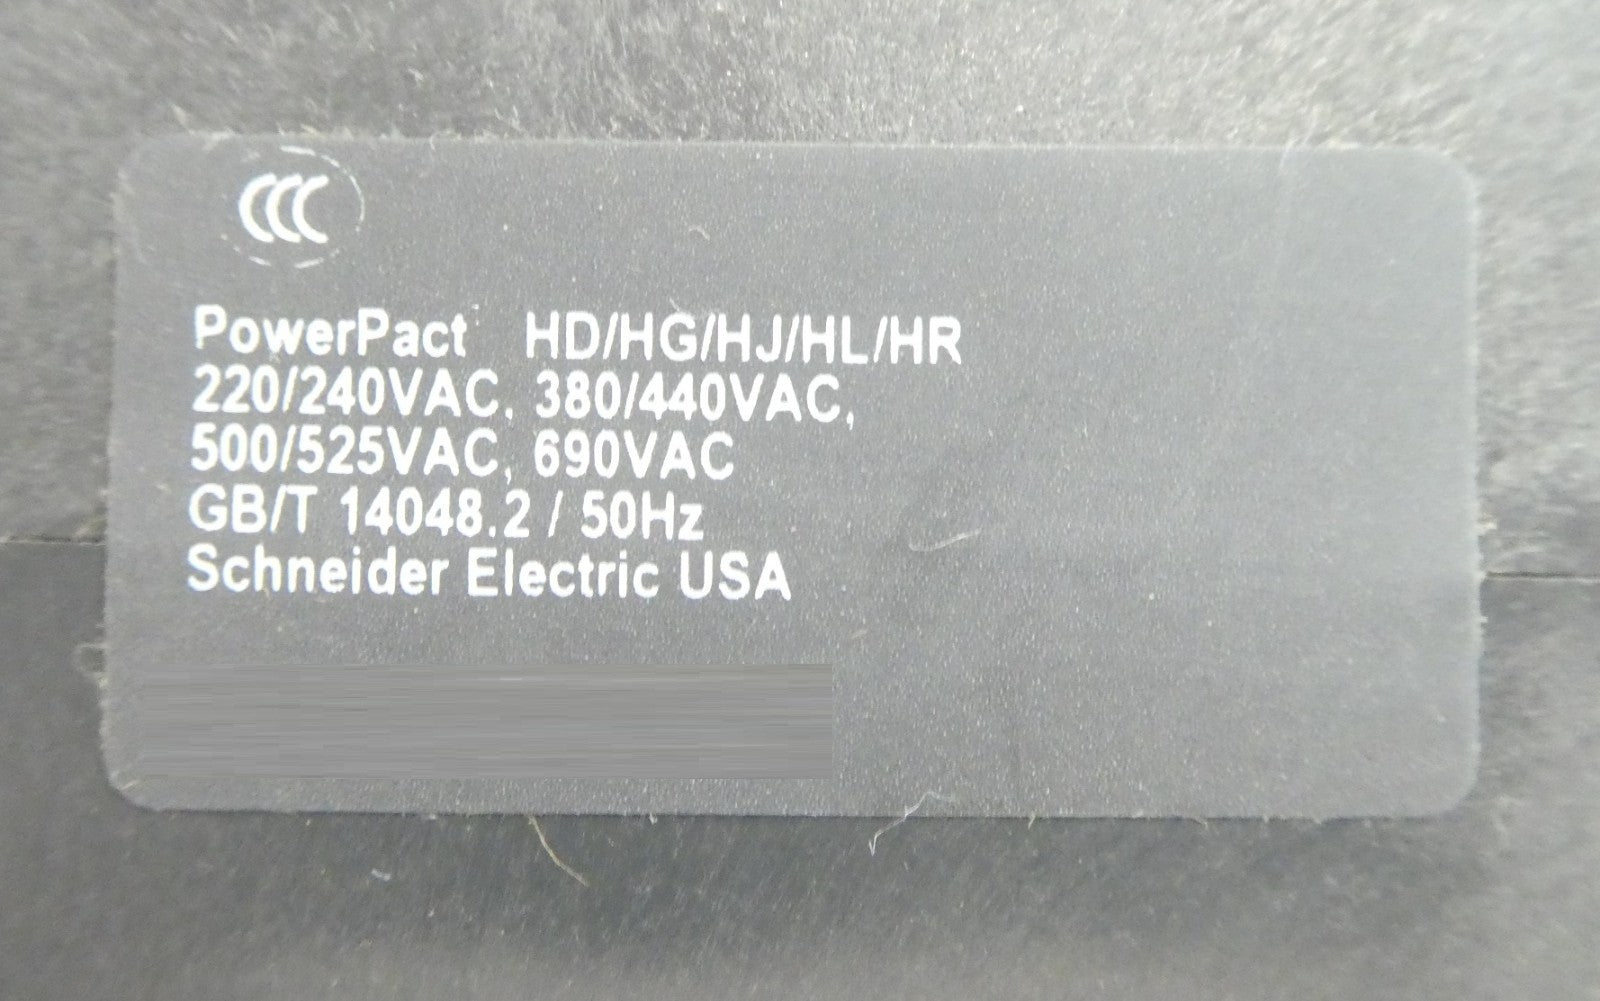 CCC
PowerPact HD/HG/HJ/HL/HR
220/240VAC, 380/440VAC,
500/525VAC, 690VAC
GB/T 14048.2 / 50Hz
Schneider Electric USA